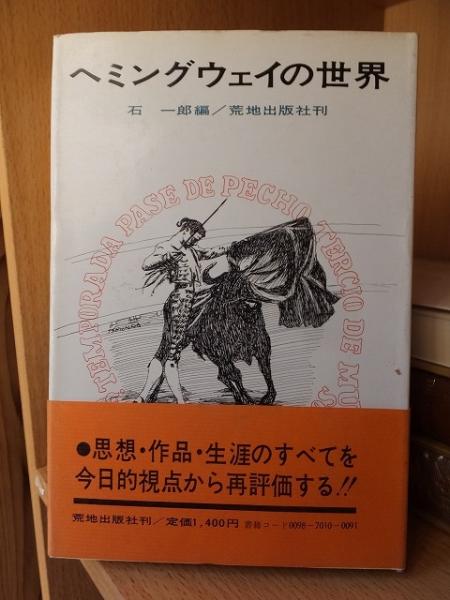 ヘミングウェイの世界
石 一郎編／荒地出版社刊
TEMPORADA PASE DE PECHO TERCIO DE MU
●思想・作品・生涯のすべてを
今日的視点から再評価する!!
荒地出版社刊／定価1,400円 書籍コード0098-7010-0091